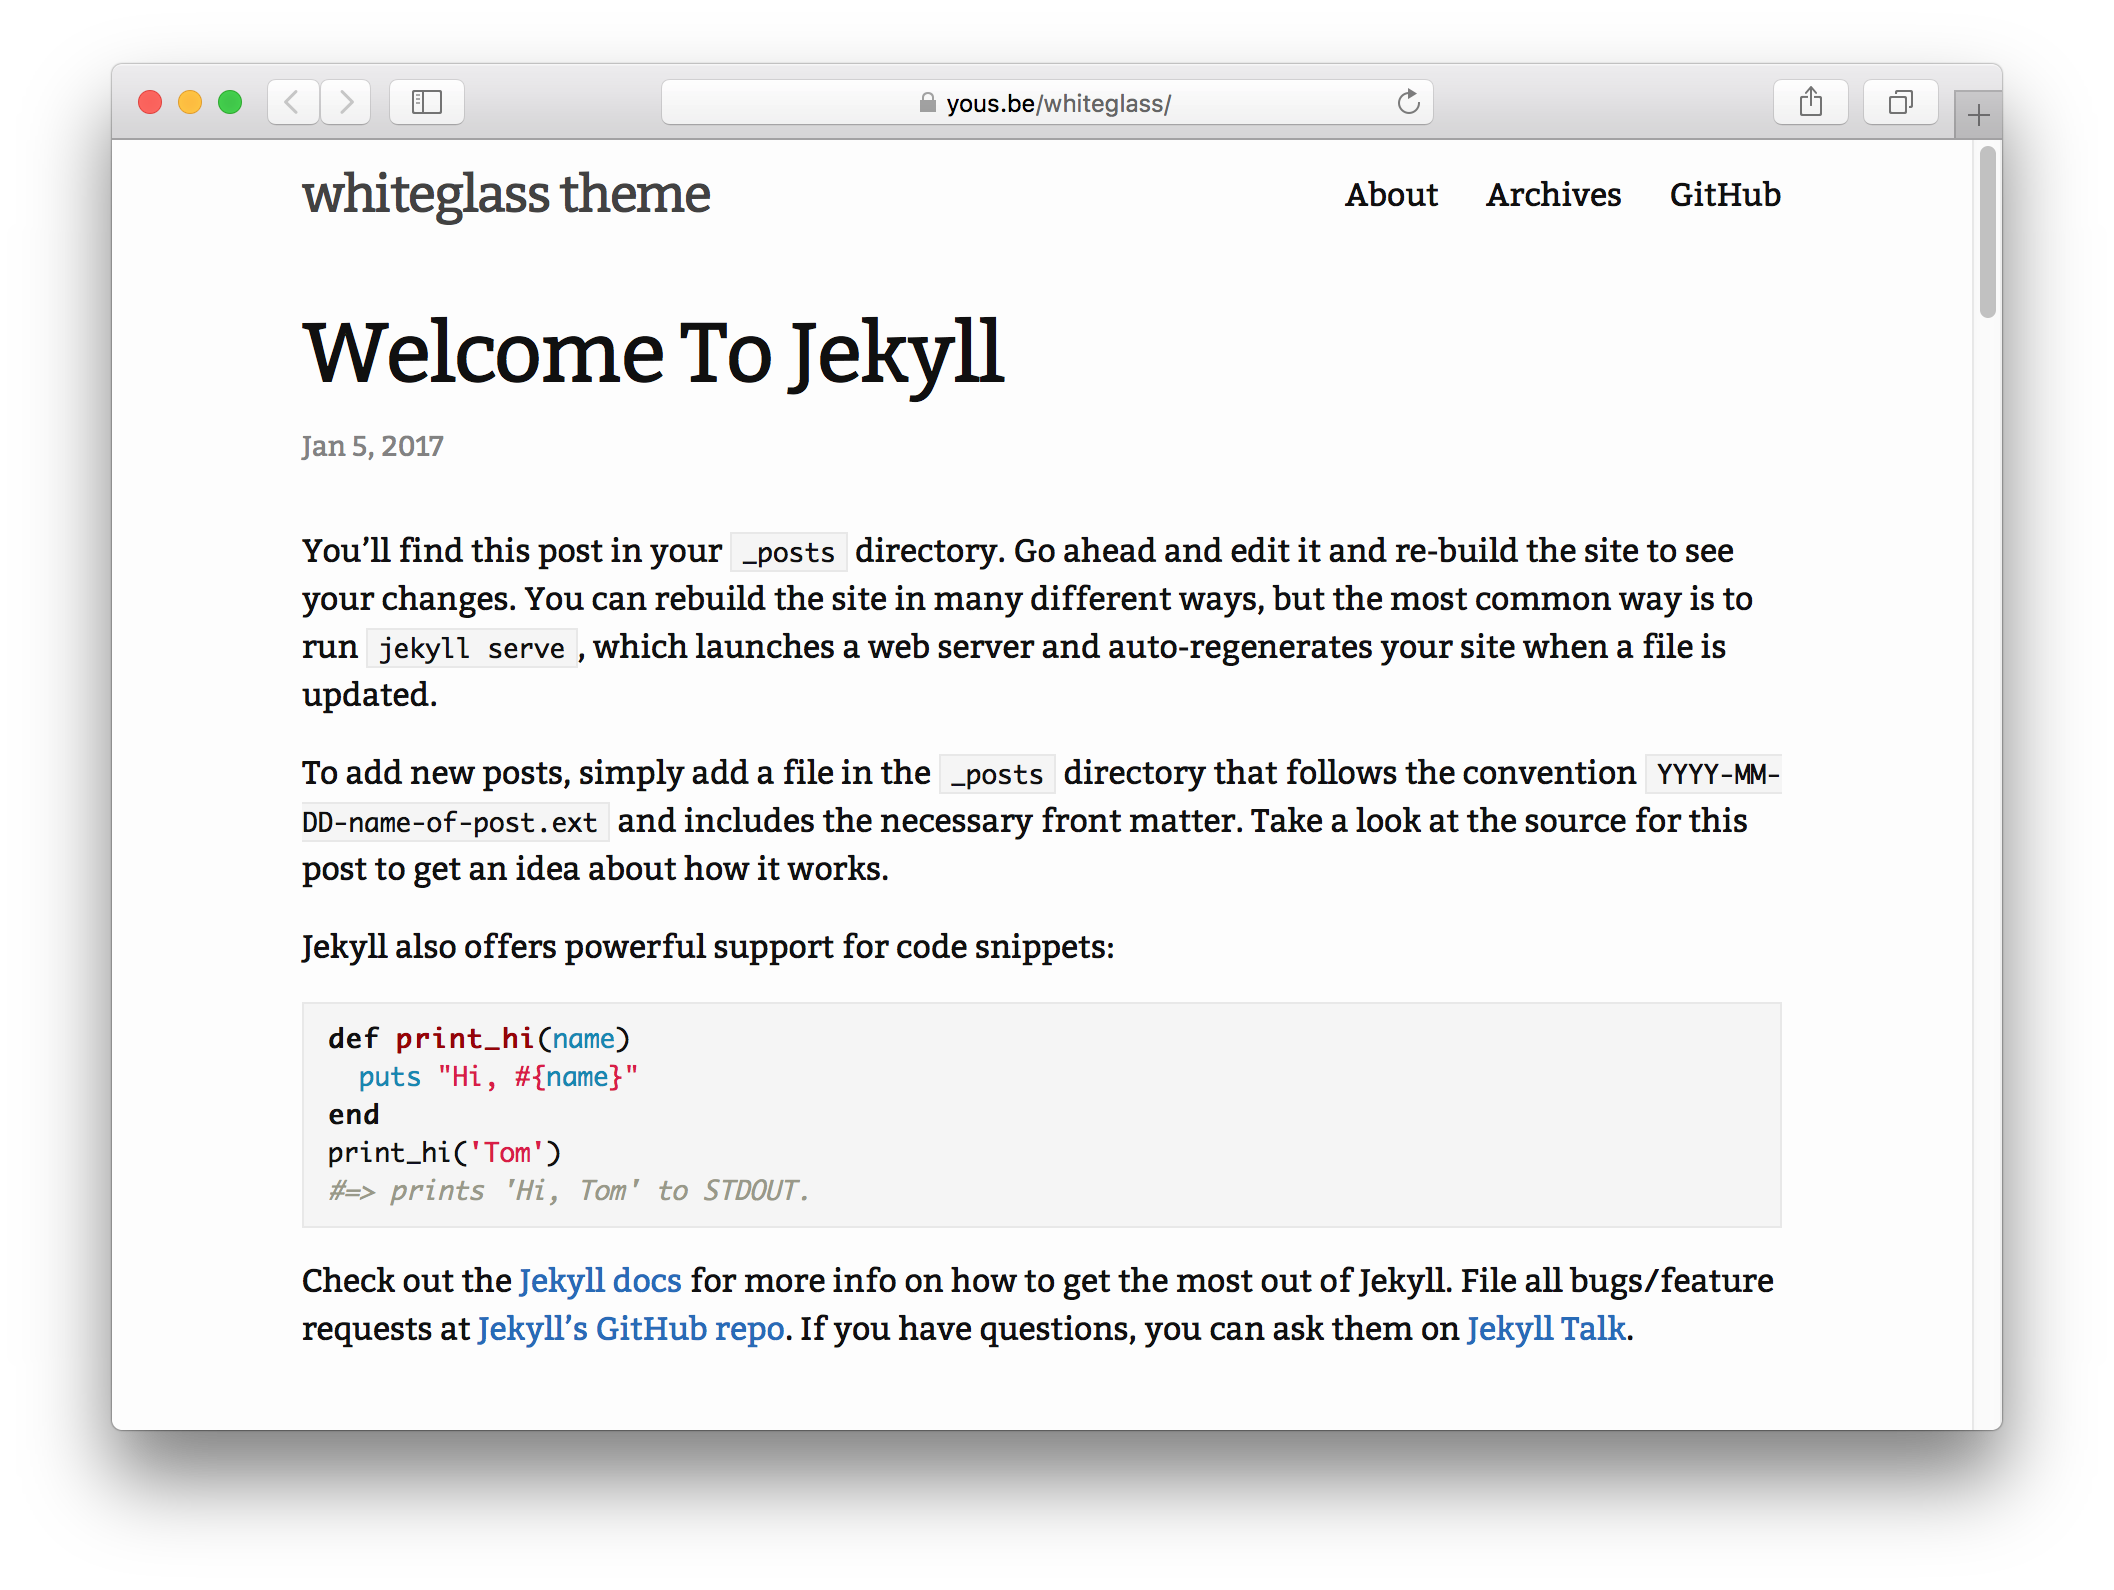 yous.be/whiteglass/
whiteglass theme
About Archives GitHub
Welcome To Jekyll
Jan 5, 2017
You’ll find this post in your _posts directory. Go ahead and edit it and re-build the site to see
your changes. You can rebuild the site in many different ways, but the most common way is to
run jekyll serve, which launches a web server and auto-regenerates your site when a file is
updated.
To add new posts, simply add a file in the _posts directory that follows the convention YYYY-MM-
DD-name-of-post.ext and includes the necessary front matter. Take a look at the source for this
post to get an idea about how it works.
Jekyll also offers powerful support for code snippets:
def print_hi(name)
  puts "Hi, #{name}"
end
print_hi('Tom')
#=> prints 'Hi, Tom' to STDOUT.
Check out the Jekyll docs for more info on how to get the most out of Jekyll. File all bugs/feature
requests at Jekyll’s GitHub repo. If you have questions, you can ask them on Jekyll Talk.